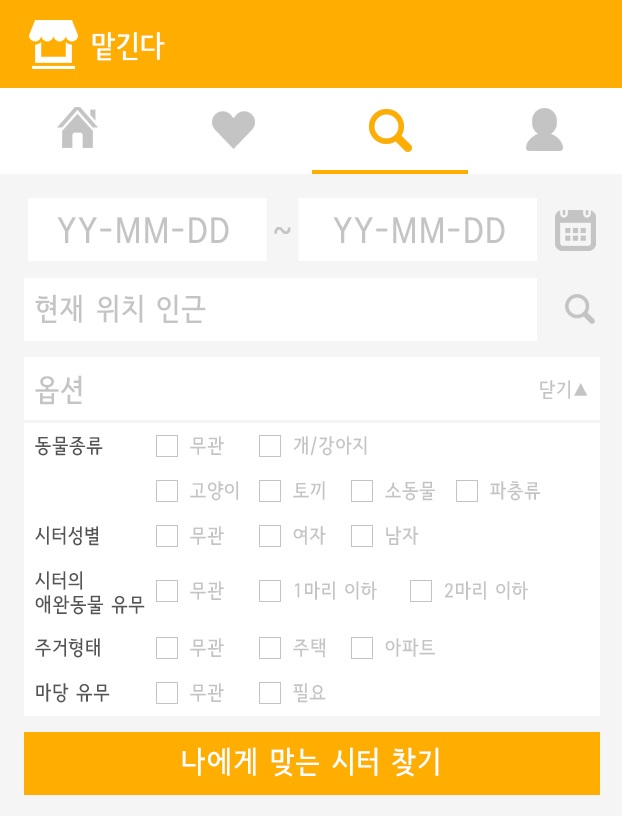 맡긴다
YY-MM-DD ~ YY-MM-DD
현재 위치 인근
옵션 닫기▲
동물종류 무관 개/강아지
고양이 토끼 소동물 파충류
시터성별 무관 여자 남자
시터의
애완동물 유무 무관 1마리 이하 2마리 이하
주거형태 무관 주택 아파트
마당 유무 무관 필요
나에게 맞는 시터 찾기